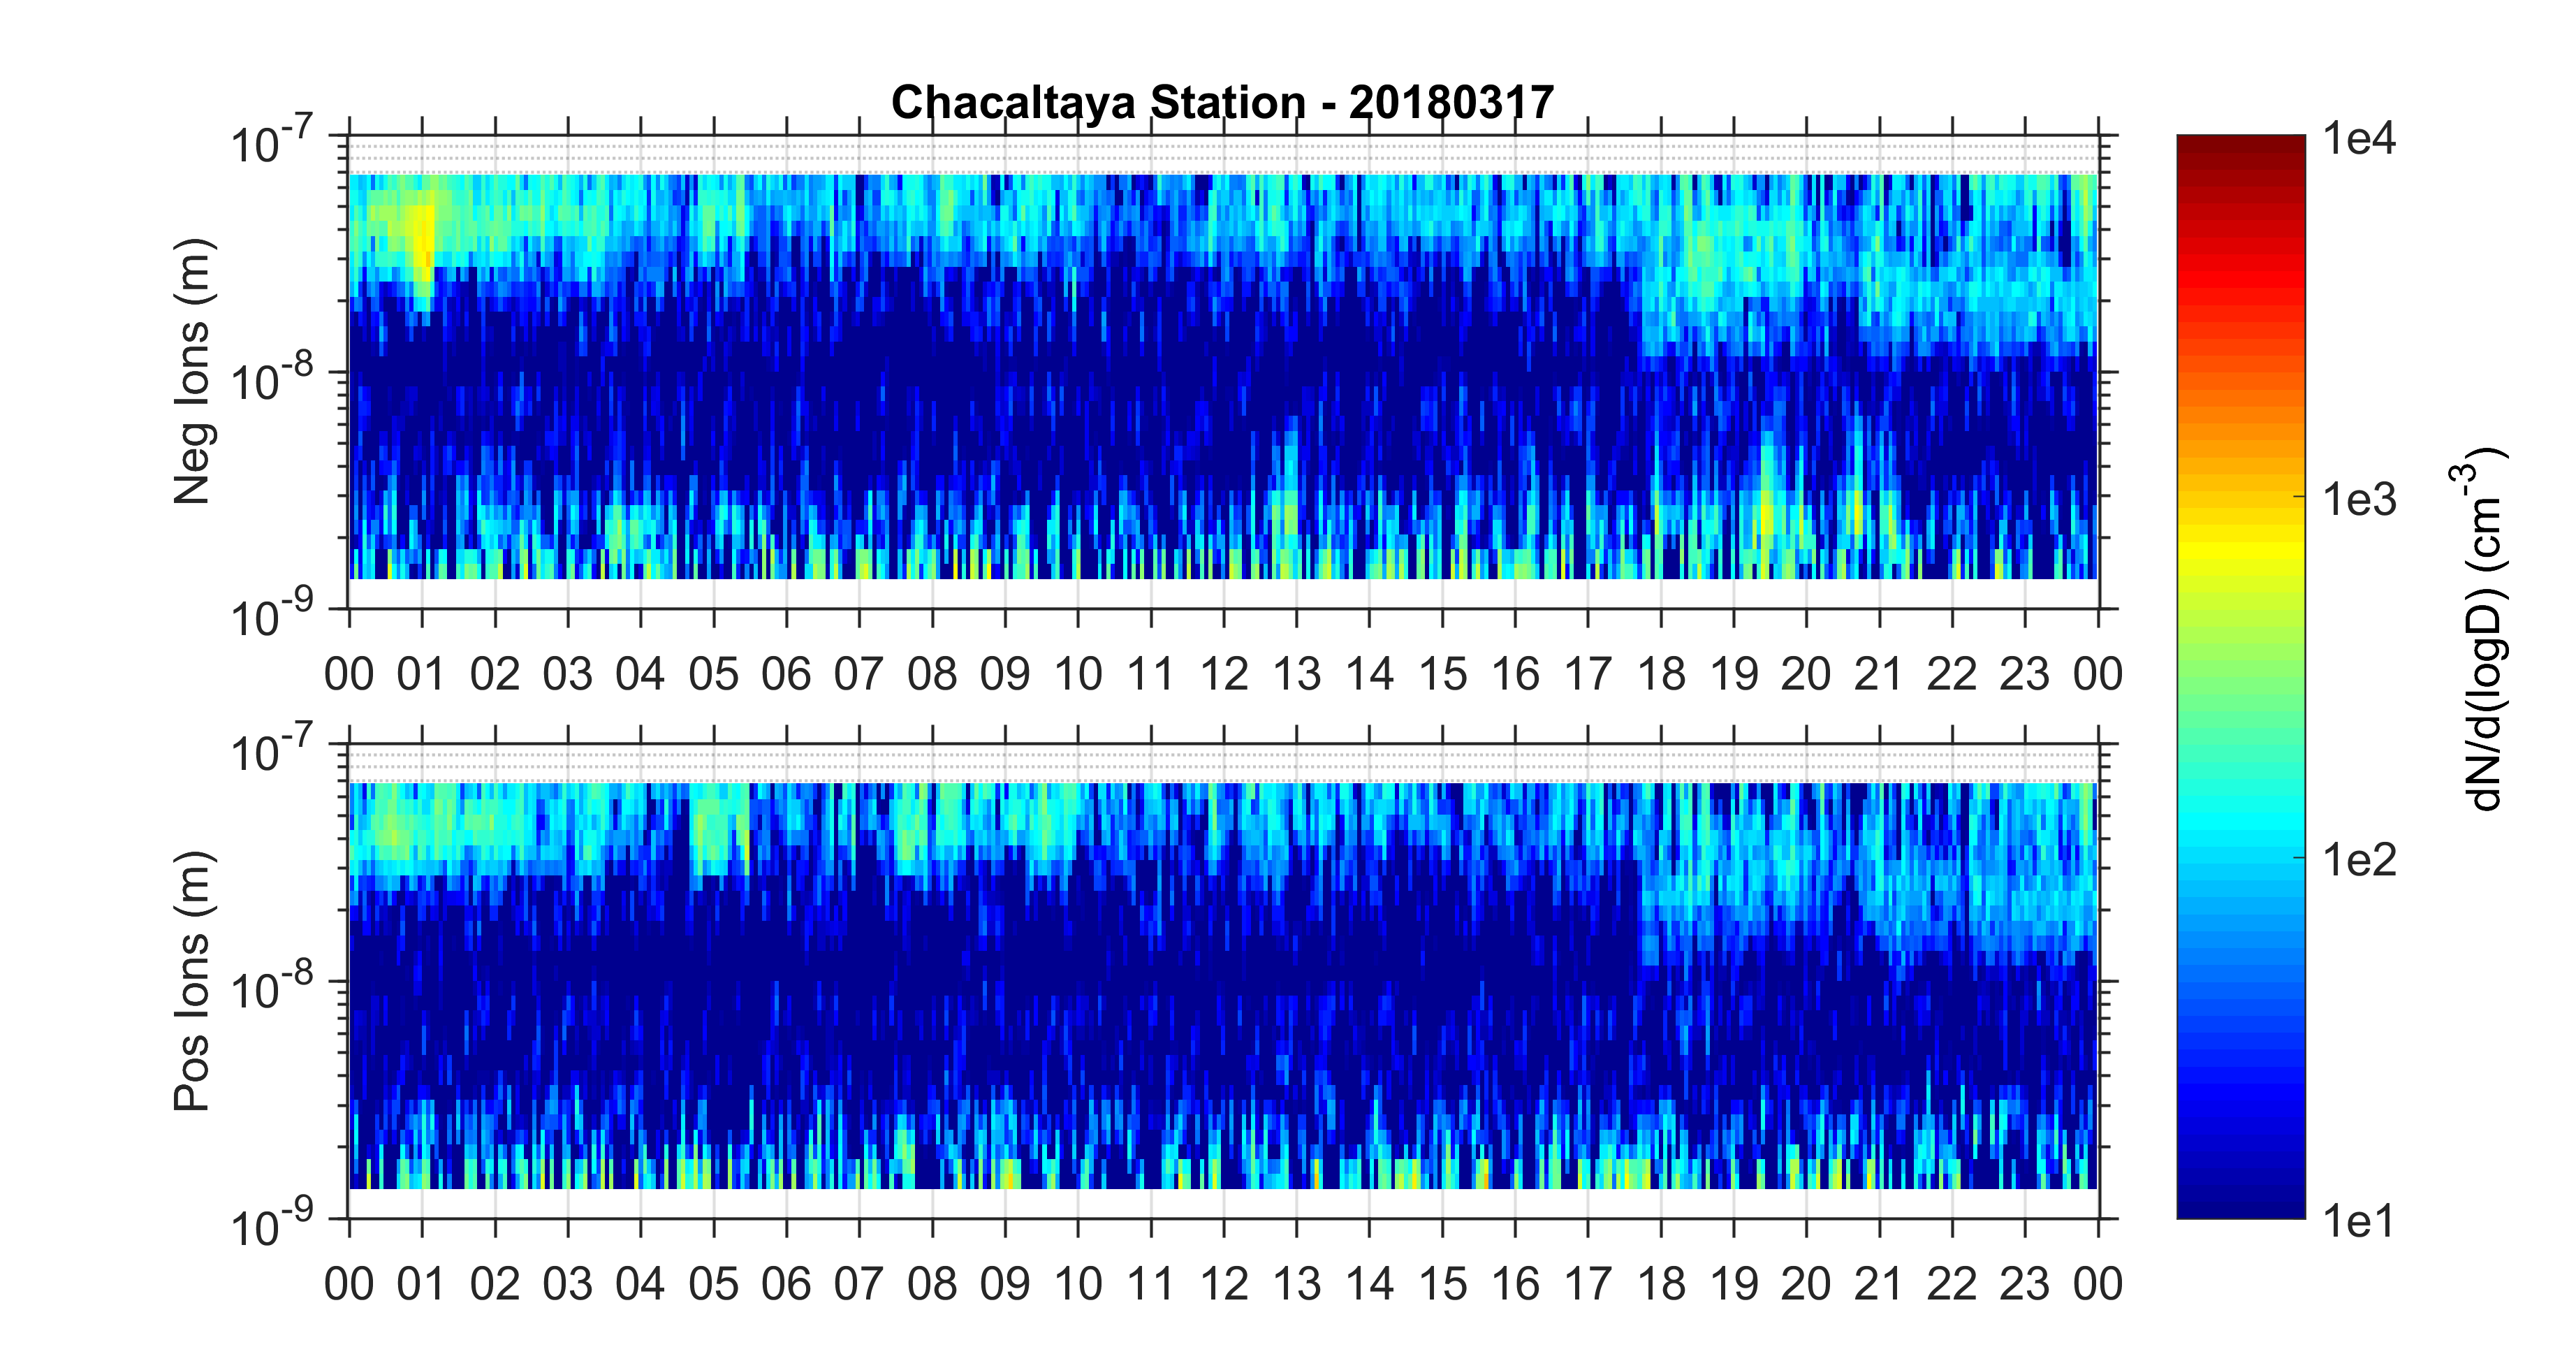 Chacaltaya Station - 20180317
10-7
10-8
10-9
Neg Ions (m)
00 01 02 03 04 05 06 07 08 09 10 11 12 13 14 15 16 17 18 19 20 21 22 23 00
10-7
10-8
10-9
Pos Ions (m)
00 01 02 03 04 05 06 07 08 09 10 11 12 13 14 15 16 17 18 19 20 21 22 23 00
1e4
1e3
1e2
1e1
dN/d(logD) (cm-3)